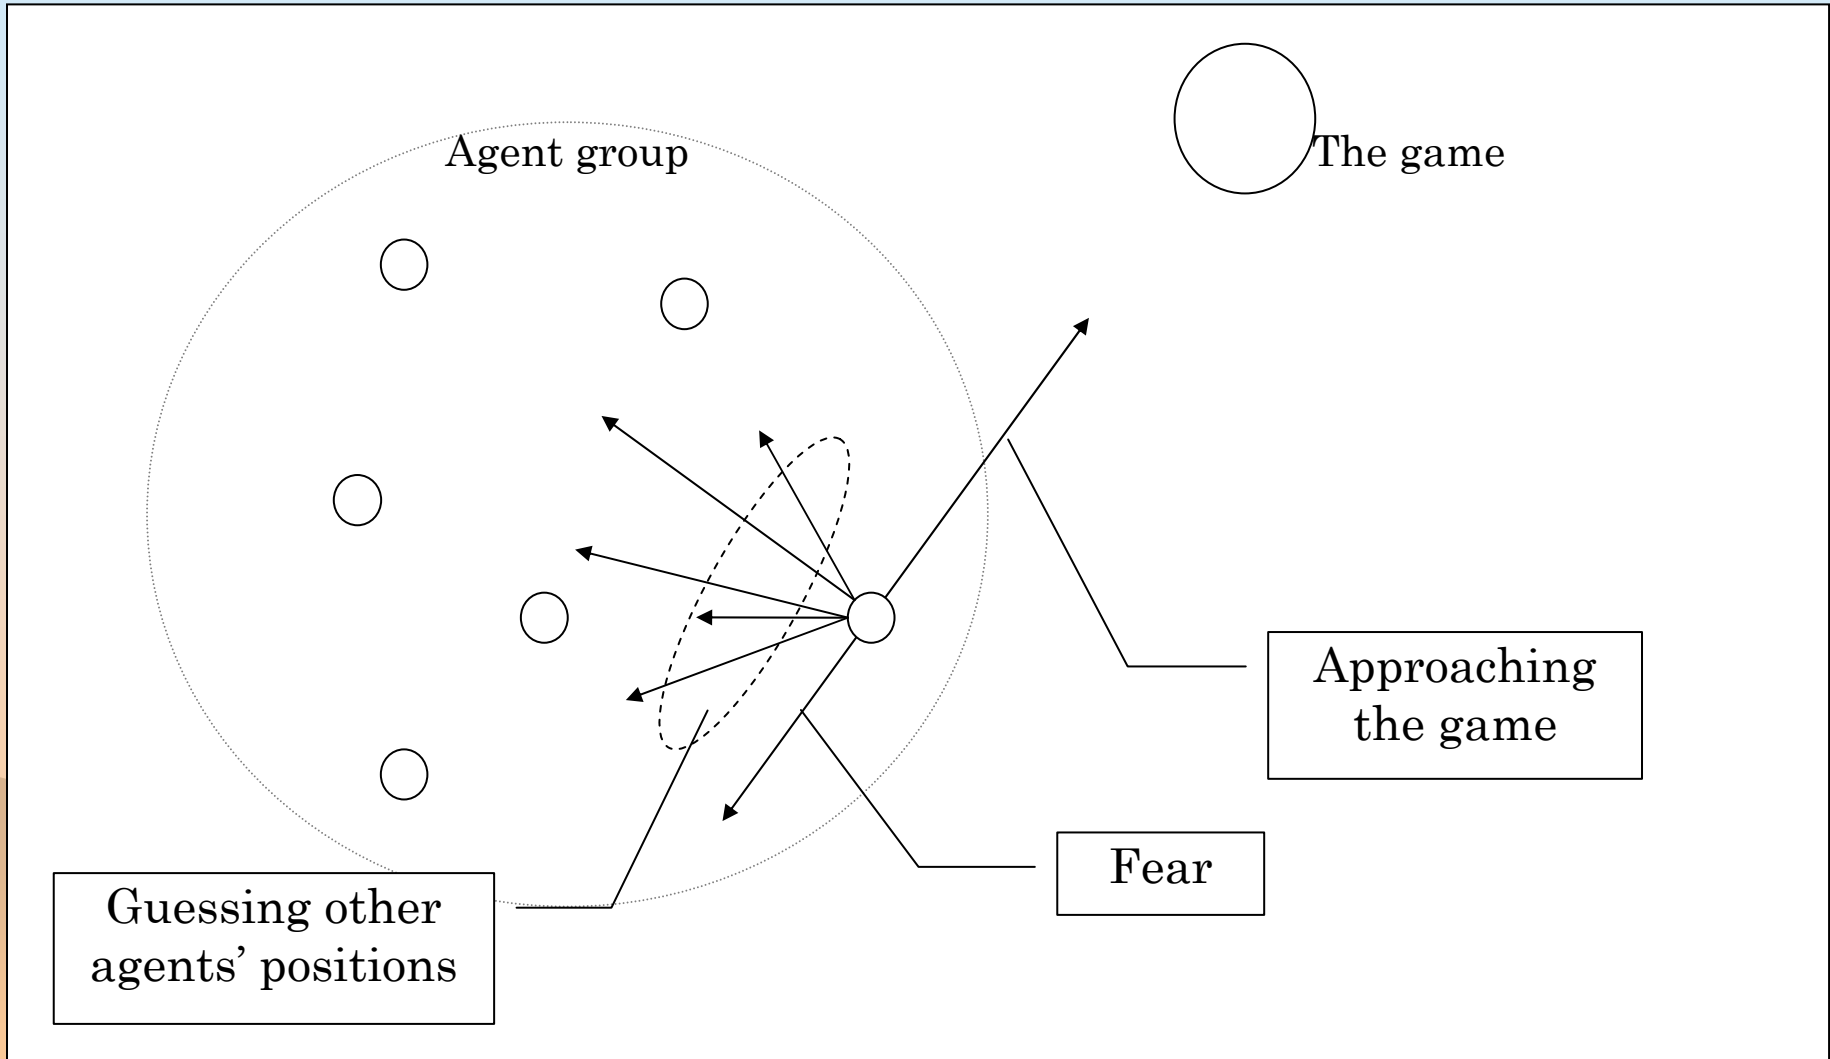 Agent group
The game
Approaching
the game
Fear
Guessing other
agents’ positions